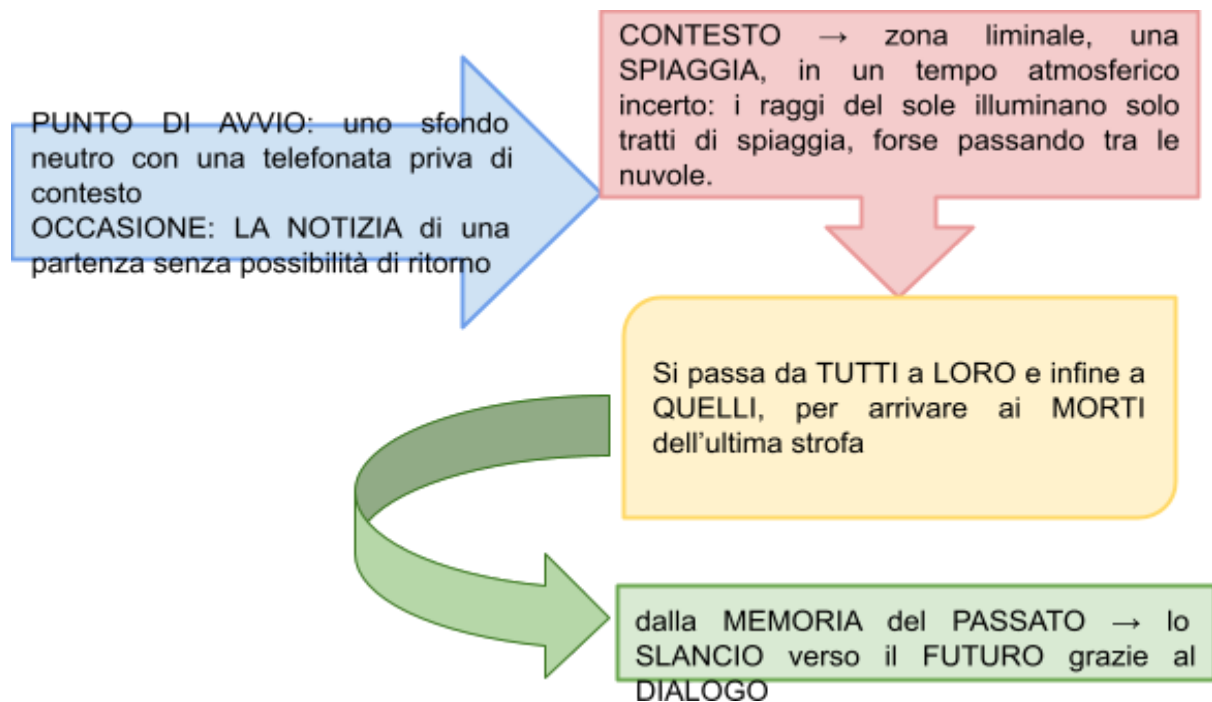 PUNTO DI AVVIO: uno sfondo
neutro con una telefonata priva di
contesto
OCCASIONE: LA NOTIZIA di una
partenza senza possibilità di ritorno
CONTESTO → zona liminale, una
SPIAGGIA, in un tempo atmosferico
incerto: i raggi del sole illuminano solo
tratti di spiaggia, forse passando tra le
nuvole.
Si passa da TUTTI a LORO e infine a
QUELLI, per arrivare ai MORTI
dell'ultima strofa
dalla MEMORIA del PASSATO → lo
SLANCIO verso il FUTURO grazie al
DIALOGO